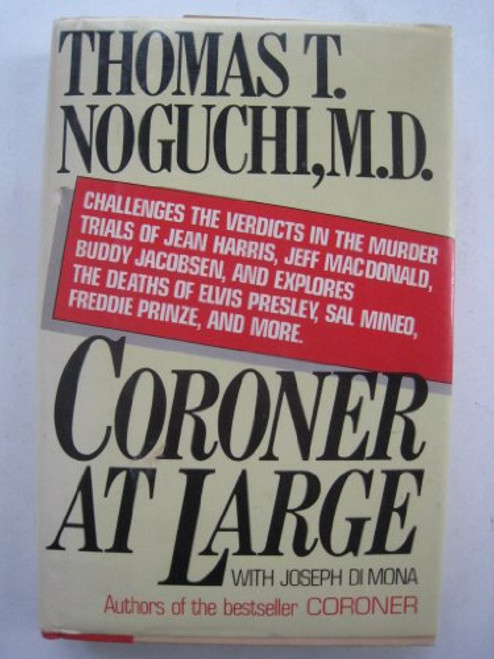 THOMAS T.
NOGUCHI, M.D.
CHALLENGES THE VERDICTS IN THE MURDER
TRIALS OF JEAN HARRIS, JEFF MACDONALD,
BUDDY JACOBSEN, AND EXPLORES
THE DEATHS OF ELVIS PRESLEY, SAL MINEO,
FREDDIE PRINZE, AND MORE.
CORONER
AT LARGE
WITH JOSEPH DI MONA
Authors of the bestseller CORONER